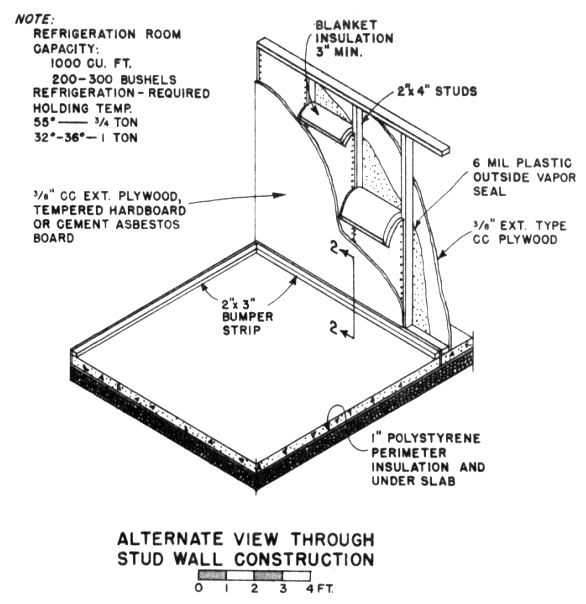 NOTE:
REFRIGERATION ROOM
CAPACITY:
1000 CU. FT.
200-300 BUSHELS
REFRIGERATION-REQUIRED
HOLDING TEMP.
55°—— 3/4 TON
32°-36°—1 TON
BLANKET
INSULATION
3" MIN.
2"x4" STUDS
6 MIL PLASTIC
OUTSIDE VAPOR
SEAL
3/8" EXT. TYPE
CC PLYWOOD
3/8" CC EXT. PLYWOOD,
TEMPERED HARDBOARD
OR CEMENT ASBESTOS
BOARD
2
2
2"x3"
BUMPER
STRIP
1" POLYSTYRENE
PERIMETER
INSULATION AND
UNDER SLAB
ALTERNATE VIEW THROUGH
STUD WALL CONSTRUCTION
0 1 2 3 4 FT.